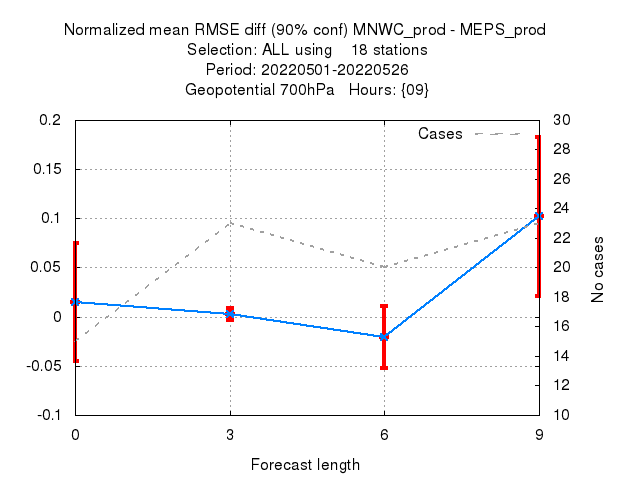 Normalized mean RMSE diff (90% conf) MNWC_prod - MEPS_prod
Selection: ALL using    18 stations
Period: 20220501-20220526
Geopotential 700hPa   Hours: {09}
Cases
0.2
0.15
0.1
0.05
0
-0.05
-0.1
30
28
26
24
22
20
18
16
14
12
10
No cases
0 3 6 9
Forecast length